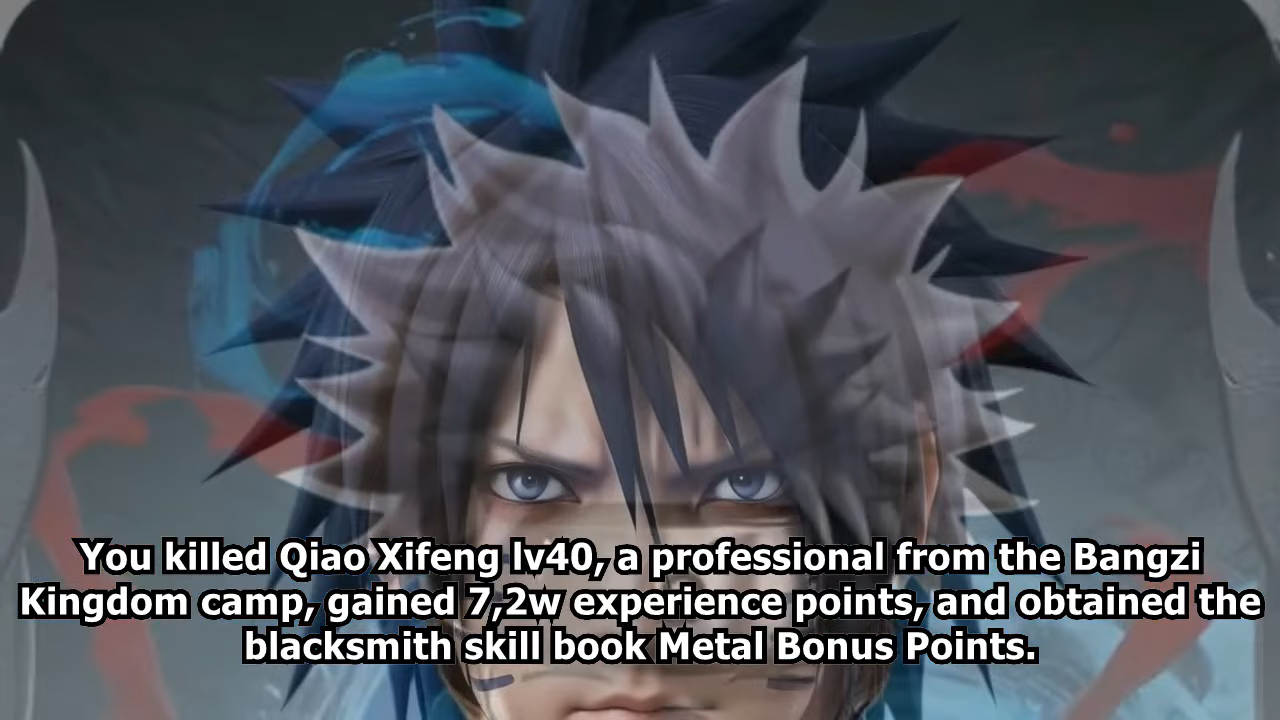 You killed Qiao Xifeng lv40, a professional from the Bangzi
Kingdom camp, gained 7,2w experience points, and obtained the
blacksmith skill book Metal Bonus Points.